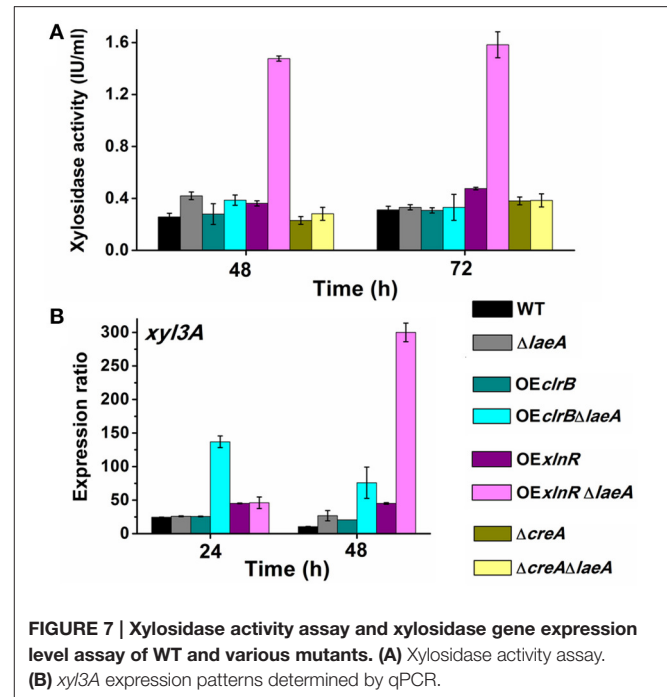 A
Xylosidase activity (IU/ml)
1.6
1.2
0.8
0.4
0.0
48
72
Time (h)
B
xyl3A
Expression ratio
300
250
200
150
100
50
0
24
48
Time (h)
WT
ΔlaeA
OEclrB
OEclrBΔlaeA
OExlnR
OExlnR ΔlaeA
ΔcreA
ΔcreAΔlaeA
FIGURE 7 | Xylosidase activity assay and xylosidase gene expression
level assay of WT and various mutants. (A) Xylosidase activity assay.
(B) xyl3A expression patterns determined by qPCR.